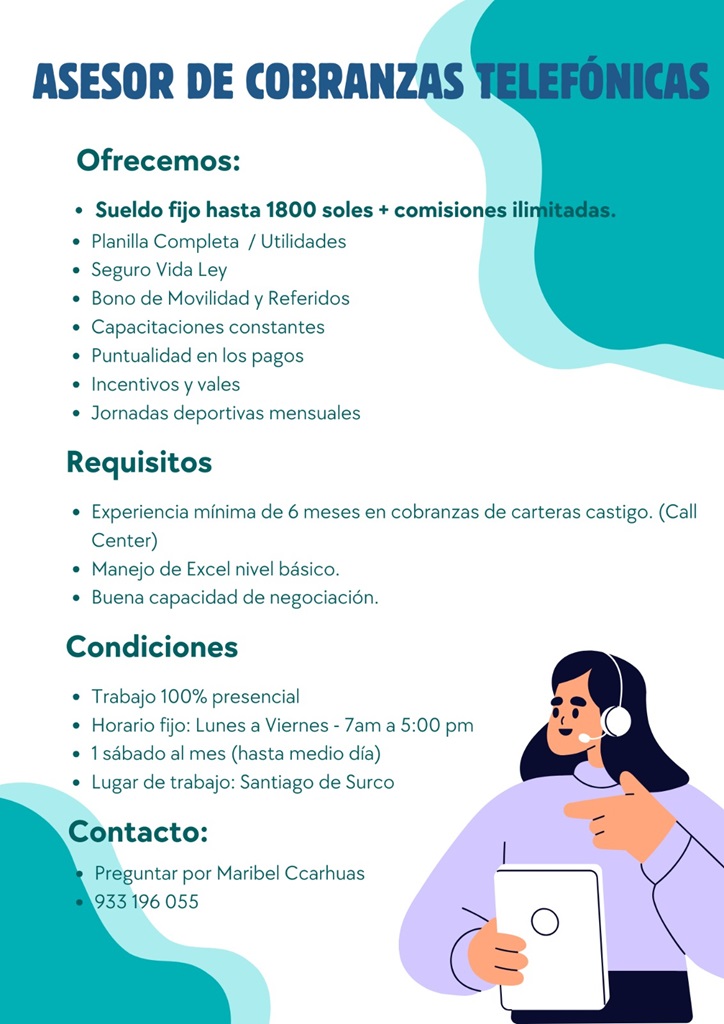 ASESOR DE COBRANZAS TELEFÓNICAS
Ofrecemos:
• Sueldo fijo hasta 1800 soles + comisiones ilimitadas.
• Planilla Completa / Utilidades
• Seguro Vida Ley
• Bono de Movilidad y Referidos
• Capacitaciones constantes
• Puntualidad en los pagos
• Incentivos y vales
• Jornadas deportivas mensuales
Requisitos
• Experiencia mínima de 6 meses en cobranzas de carteras castigo. (Call
Center)
• Manejo de Excel nivel básico.
• Buena capacidad de negociación.
Condiciones
• Trabajo 100% presencial
• Horario fijo: Lunes a Viernes - 7am a 5:00 pm
• 1 sábado al mes (hasta medio día)
• Lugar de trabajo: Santiago de Surco
Contacto:
• Preguntar por Maribel Ccarhuas
• 933 196 055